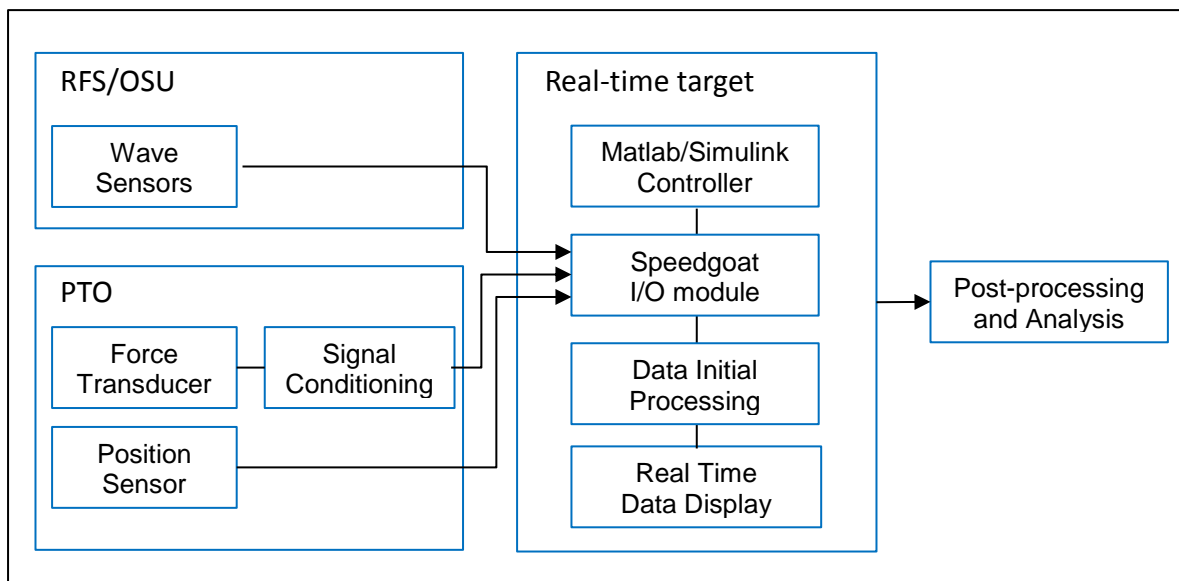 RFS/OSU
Wave
Sensors
PTO
Force
Transducer
Signal
Conditioning
Position
Sensor
Real-time target
Matlab/Simulink
Controller
Speedgoat
I/O module
Data Initial
Processing
Real Time
Data Display
Post-processing
and Analysis